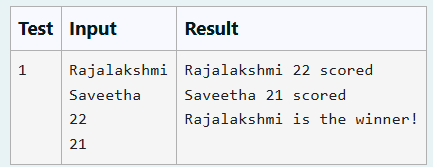 Test Input Result
1 Rajalakshmi Rajalakshmi 22 scored
Saveetha Saveetha 21 scored
22 Rajalakshmi is the winner!
21